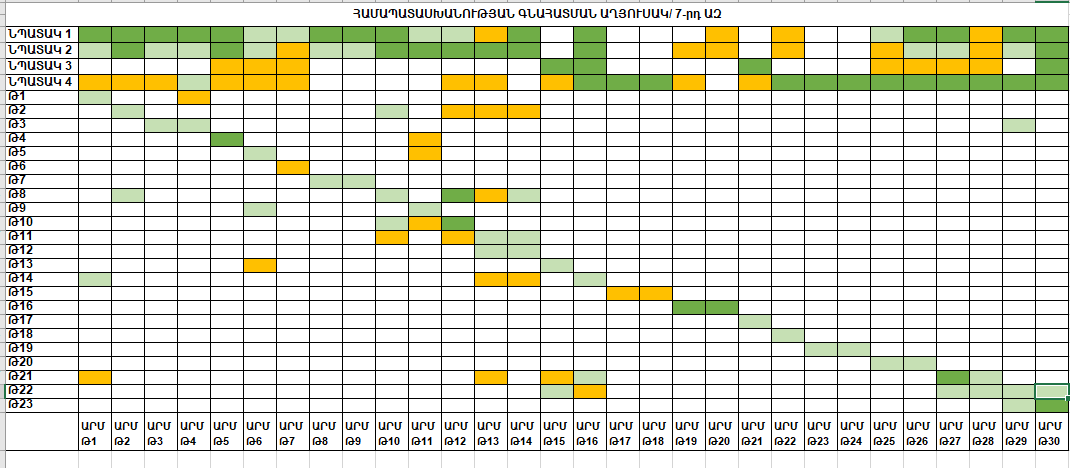 ՀԱՄԱՊԱՏԱՍԽԱՆՈՒԹՅԱՆ ԳՆԱՀԱՏՄԱՆ ԱՂՅՈՒՍԱԿ/ 7-րդ ԱԶ
ՆՊԱՏԱԿ 1
ՆՊԱՏԱԿ 2
ՆՊԱՏԱԿ 3
ՆՊԱՏԱԿ 4
Թ1
Թ2
Թ3
Թ4
Թ5
Թ6
Թ7
Թ8
Թ9
Թ10
Թ11
Թ12
Թ13
Թ14
Թ15
Թ16
Թ17
Թ18
Թ19
Թ20
Թ21
Թ22
Թ23
ԱՐՄ ԱՐՄ ԱՐՄ ԱՐՄ ԱՐՄ ԱՐՄ ԱՐՄ ԱՐՄ ԱՐՄ ԱՐՄ ԱՐՄ ԱՐՄ ԱՐՄ ԱՐՄ ԱՐՄ ԱՐՄ ԱՐՄ ԱՐՄ ԱՐՄ ԱՐՄ ԱՐՄ ԱՐՄ ԱՐՄ ԱՐՄ ԱՐՄ ԱՐՄ ԱՐՄ ԱՐՄ ԱՐՄ ԱՐՄ
Թ1 Թ2 Թ3 Թ4 Թ5 Թ6 Թ7 Թ8 Թ9 Թ10 Թ11 Թ12 Թ13 Թ14 Թ15 Թ16 Թ17 Թ18 Թ19 Թ20 Թ21 Թ22 Թ23 Թ24 Թ25 Թ26 Թ27 Թ28 Թ29 Թ30